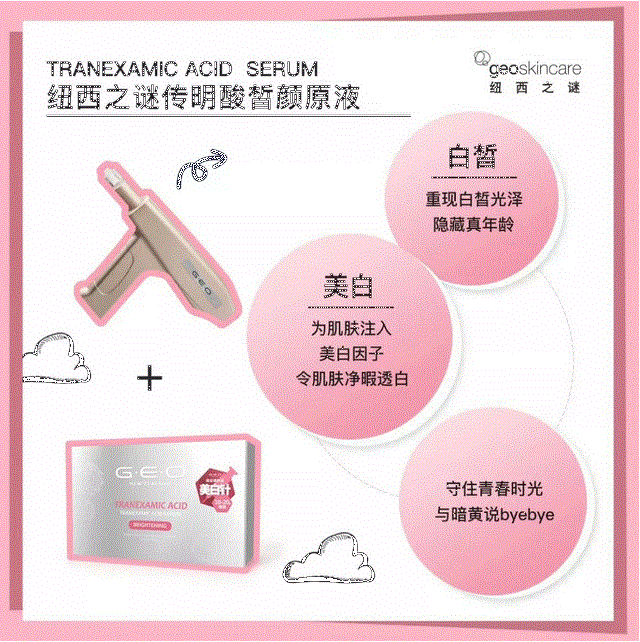 TRANEXAMIC ACID SERUM
纽西之谜传明酸皙颜原液
geoskincare
纽西之谜
白皙
重现白皙光泽
隐藏真年龄
GEO
美白
为肌肤注入
美白因子
令肌肤净暇透白
+
GEO
美白针
TRANEXAMIC ACID
BRIGHTENING
守住青春时光
与暗黄说byebye